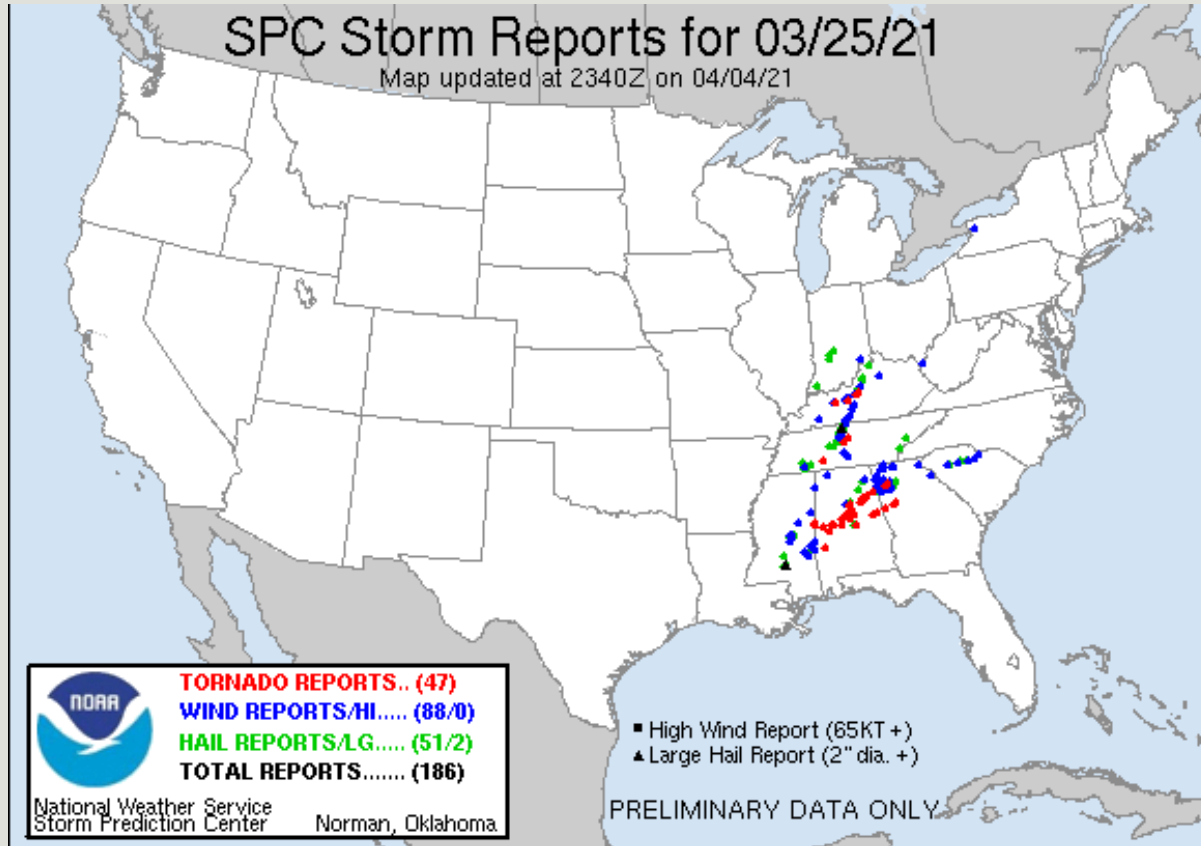 SPC Storm Reports for 03/25/21
Map updated at 2340Z on 04/04/21
NOAA
TORNADO REPORTS.. (47)
WIND REPORTS/HI..... (88/0)
HAIL REPORTS/LG..... (51/2)
TOTAL REPORTS....... (186)
National Weather Service
Storm Prediction Center Norman, Oklahoma
■ High Wind Report (65KT +)
▲ Large Hail Report (2" dia. +)
PRELIMINARY DATA ONLY